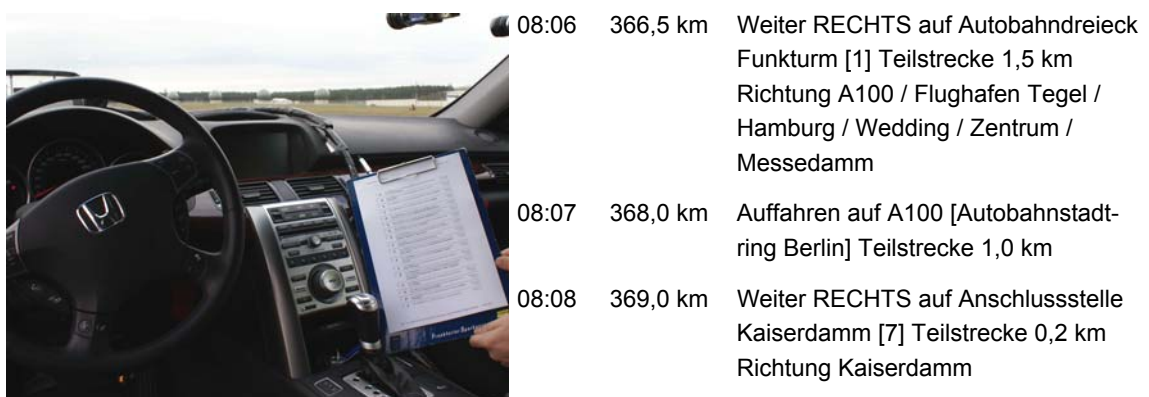 08:06 366,5 km Weiter RECHTS auf Autobahndreieck
Funkturm [1] Teilstrecke 1,5 km
Richtung A100 / Flughafen Tegel /
Hamburg / Wedding / Zentrum /
Messedamm
08:07 368,0 km Auffahren auf A100 [Autobahnstadt-
ring Berlin] Teilstrecke 1,0 km
08:08 369,0 km Weiter RECHTS auf Anschlussstelle
Kaiserdamm [7] Teilstrecke 0,2 km
Richtung Kaiserdamm